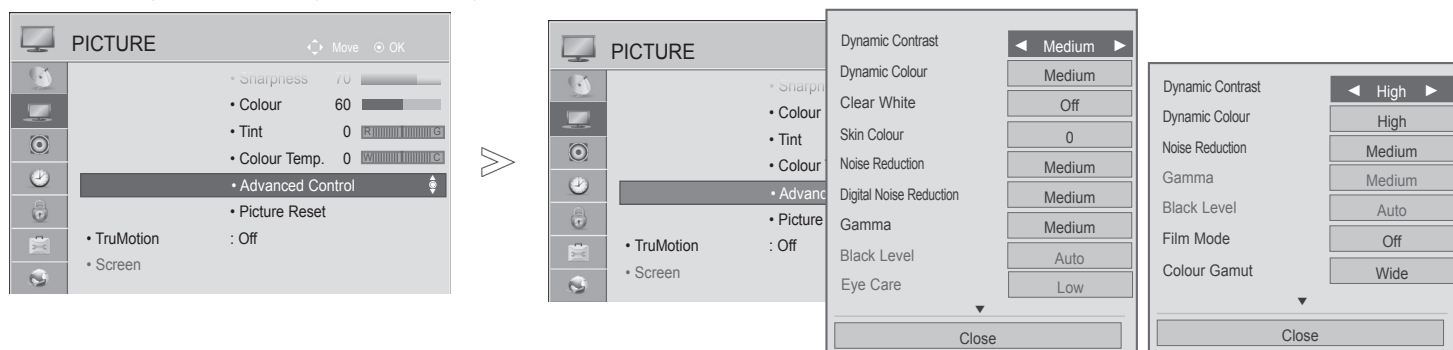 PICTURE
Move OK
• Sharpness 70
• Colour 60
• Tint 0 R G
• Colour Temp. 0 W C
• Advanced Control
• Picture Reset
• TruMotion : Off
• Screen
PICTURE
• Sharpn
• Colour
• Tint
• Colour
• Advanc
• Picture
• TruMotion : Off
• Screen
Dynamic Contrast Medium
Dynamic Colour Medium
Clear White Off
Skin Colour 0
Noise Reduction Medium
Digital Noise Reduction Medium
Gamma Medium
Black Level Auto
Eye Care Low
Close
Dynamic Contrast High
Dynamic Colour High
Noise Reduction Medium
Gamma Medium
Black Level Auto
Film Mode Off
Colour Gamut Wide
Close